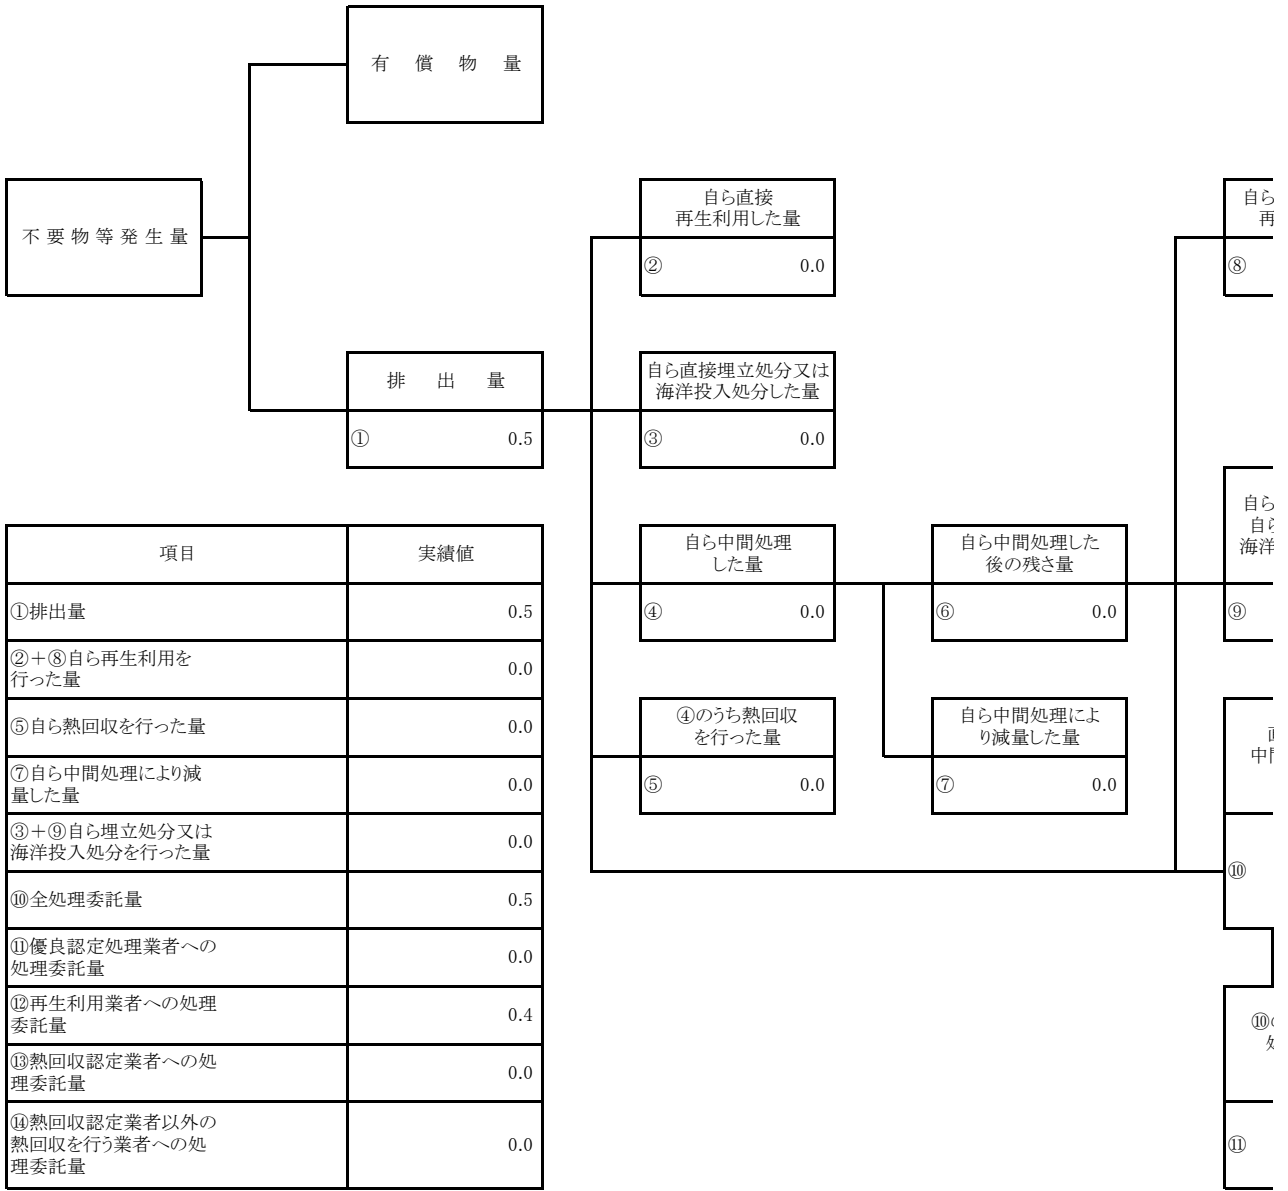 有 償 物 量
不要物等発生量
自ら直接
再生利用した量
② 0.0
自ら
再
⑧
排 出 量
① 0.5
自ら直接埋立処分又は
海洋投入処分した量
③ 0.0
自ら
自ら
海洋
⑨
自ら中間処理
した量
④ 0.0
自ら中間処理した
後の残さ量
⑥ 0.0
④のうち熱回収
を行った量
⑤ 0.0
自ら中間処理によ
り減量した量
⑦ 0.0
⑩
⑪
項目 実績値
①排出量 0.5
②+⑧自ら再生利用を
行った量 0.0
⑤自ら熱回収を行った量 0.0
⑦自ら中間処理により減
量した量 0.0
③+⑨自ら埋立処分又は
海洋投入処分を行った量 0.0
⑩全処理委託量 0.5
⑪優良認定処理業者への
処理委託量 0.0
⑫再生利用業者への処理
委託量 0.4
⑬熱回収認定業者への処
理委託量 0.0
⑭熱回収認定業者以外の
熱回収を行う業者への処
理委託量 0.0